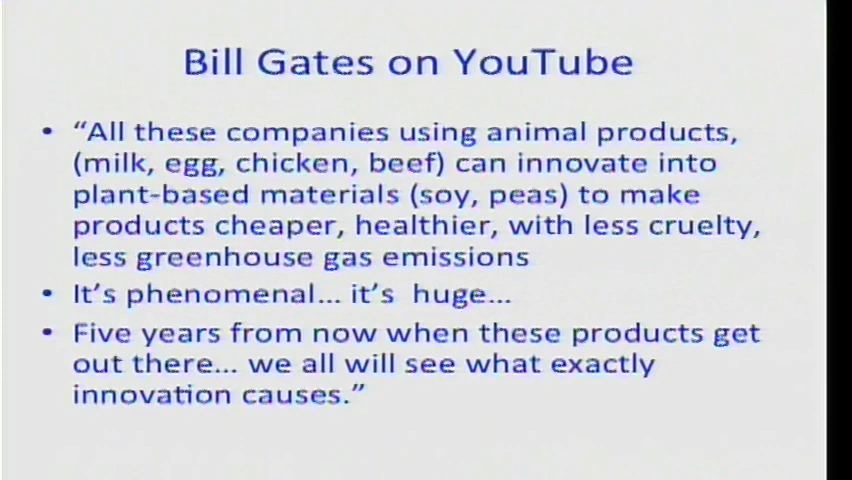 Bill Gates on YouTube
• “All these companies using animal products,
(milk, egg, chicken, beef) can innovate into
plant-based materials (soy, peas) to make
products cheaper, healthier, with less cruelty,
less greenhouse gas emissions
• It’s phenomenal... it’s huge...
• Five years from now when these products get
out there... we all will see what exactly
innovation causes.”